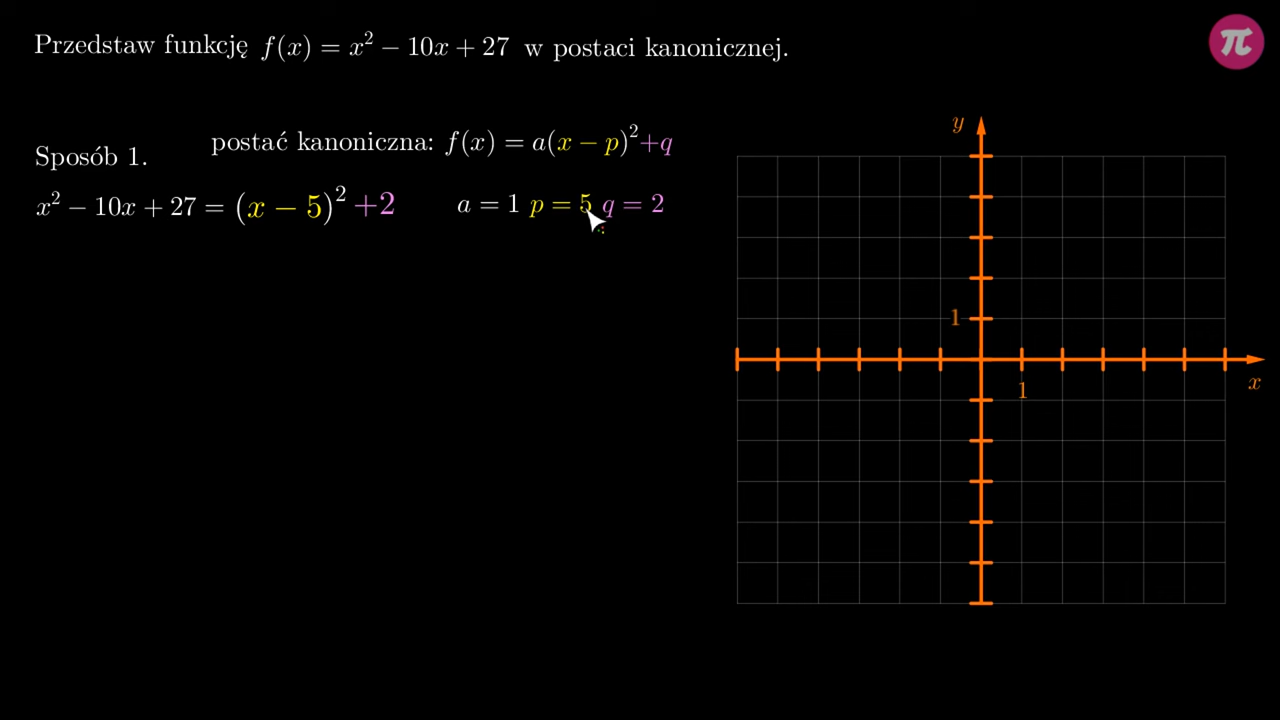 Przedstaw funkcję f(x) = x² − 10x + 27 w postaci kanonicznej.
postać kanoniczna: f(x) = a(x − p)² + q
Sposób 1.
x² − 10x + 27 = (x − 5)² + 2 a = 1 p = 5 q = 2
y
1
1
x
π